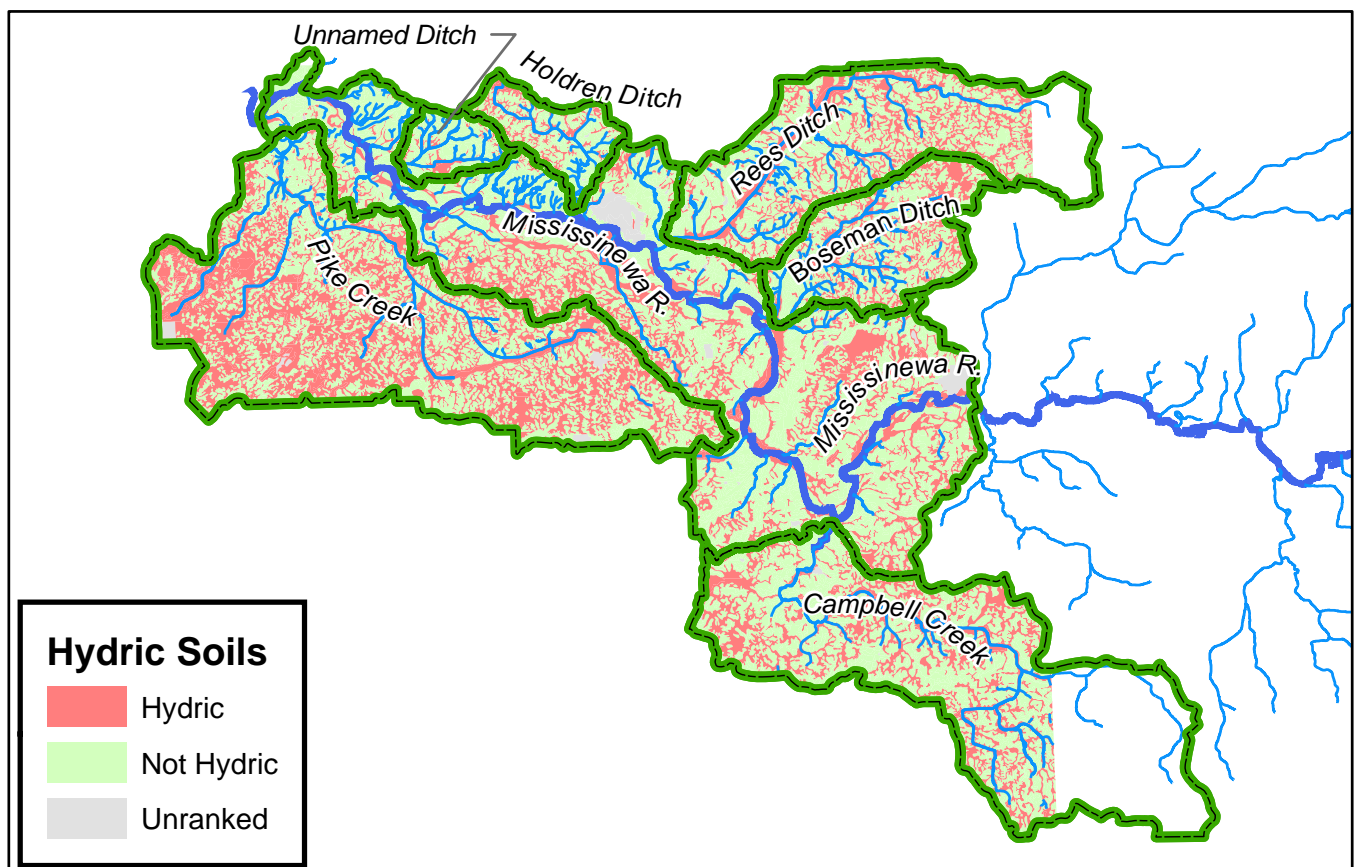 Unnamed Ditch
Holdren Ditch
Rees Ditch
Boseman Ditch
Mississinewa R.
Pike Creek
Mississinewa R.
Campbell Creek
Hydric Soils
Hydric
Not Hydric
Unranked